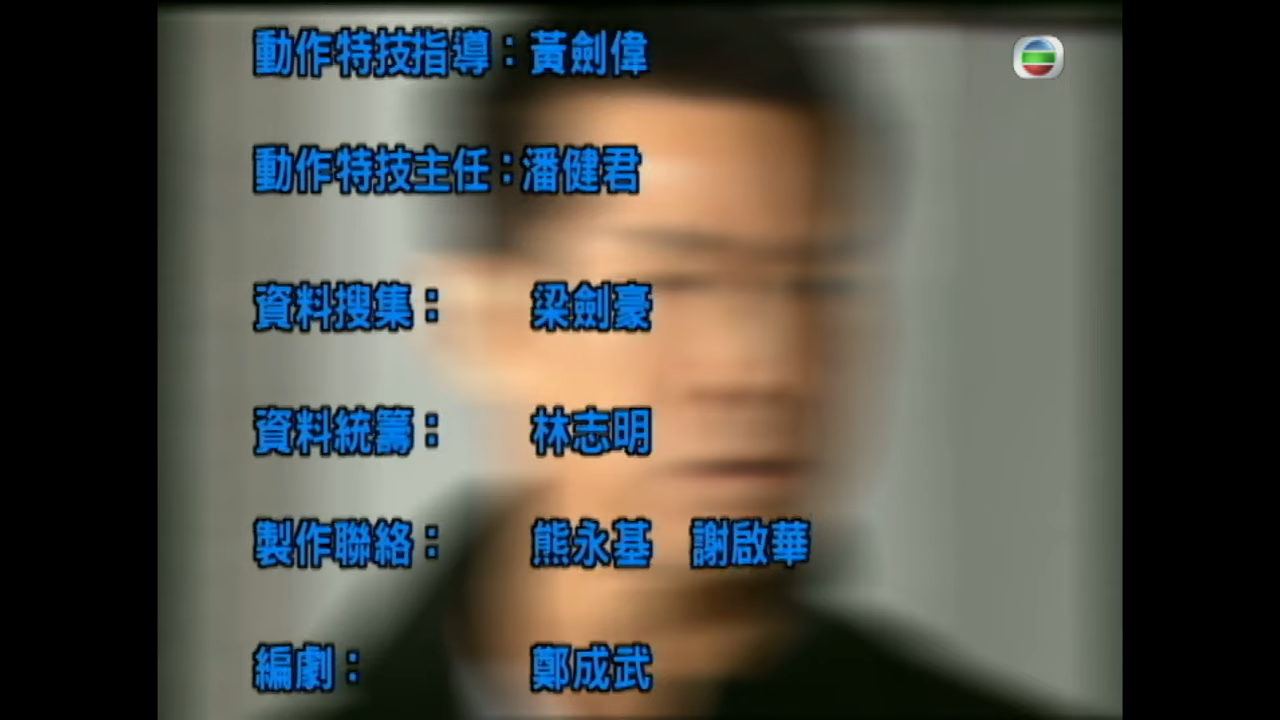 動作特技指導：黃劍偉
動作特技主任：潘健君
資料搜集：　梁劍豪
資料統籌：　林志明
製作聯絡：　熊永基　謝啟華
編劇：　鄭成武